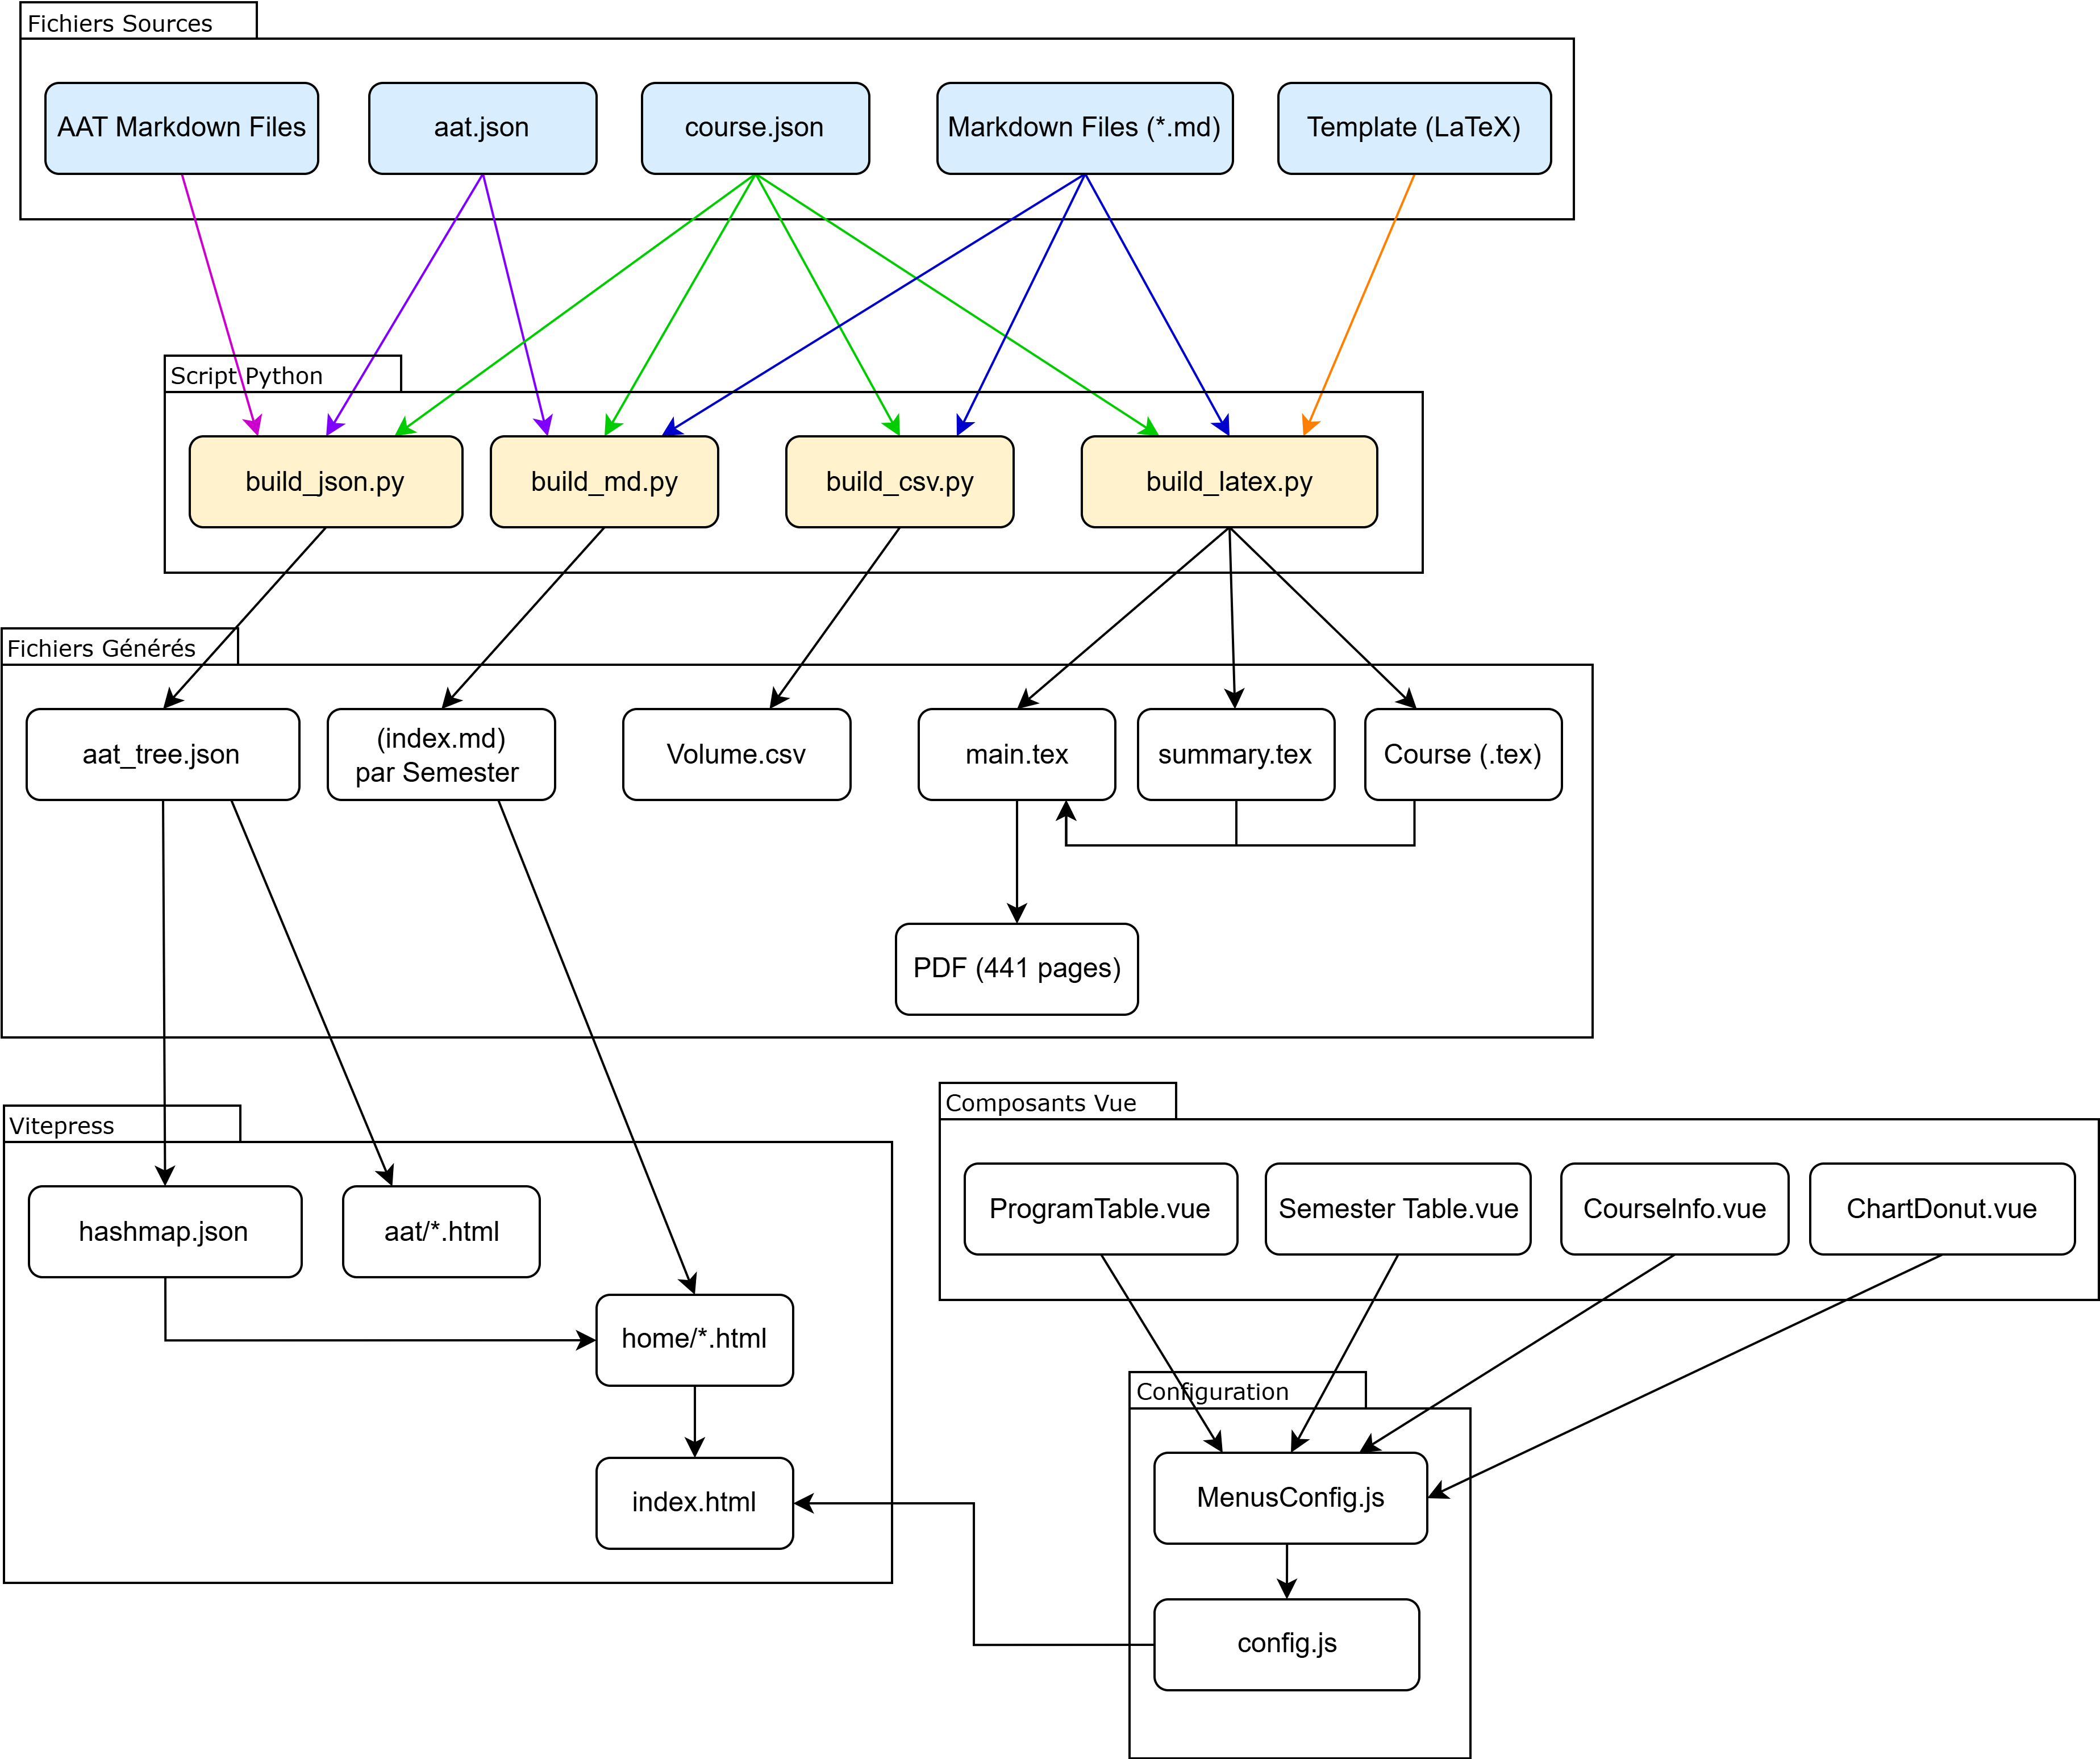 Fichiers Sources
AAT Markdown Files
aat.json
course.json
Markdown Files (*.md)
Template (LaTeX)
Script Python
build_json.py
build_md.py
build_csv.py
build_latex.py
Fichiers Générés
aat_tree.json
(index.md)
par Semester
Volume.csv
main.tex
summary.tex
Course (.tex)
PDF (441 pages)
Vitepress
hashmap.json
aat/*.html
home/*.html
index.html
Composants Vue
ProgramTable.vue
Semester Table.vue
CourseInfo.vue
ChartDonut.vue
Configuration
MenusConfig.js
config.js